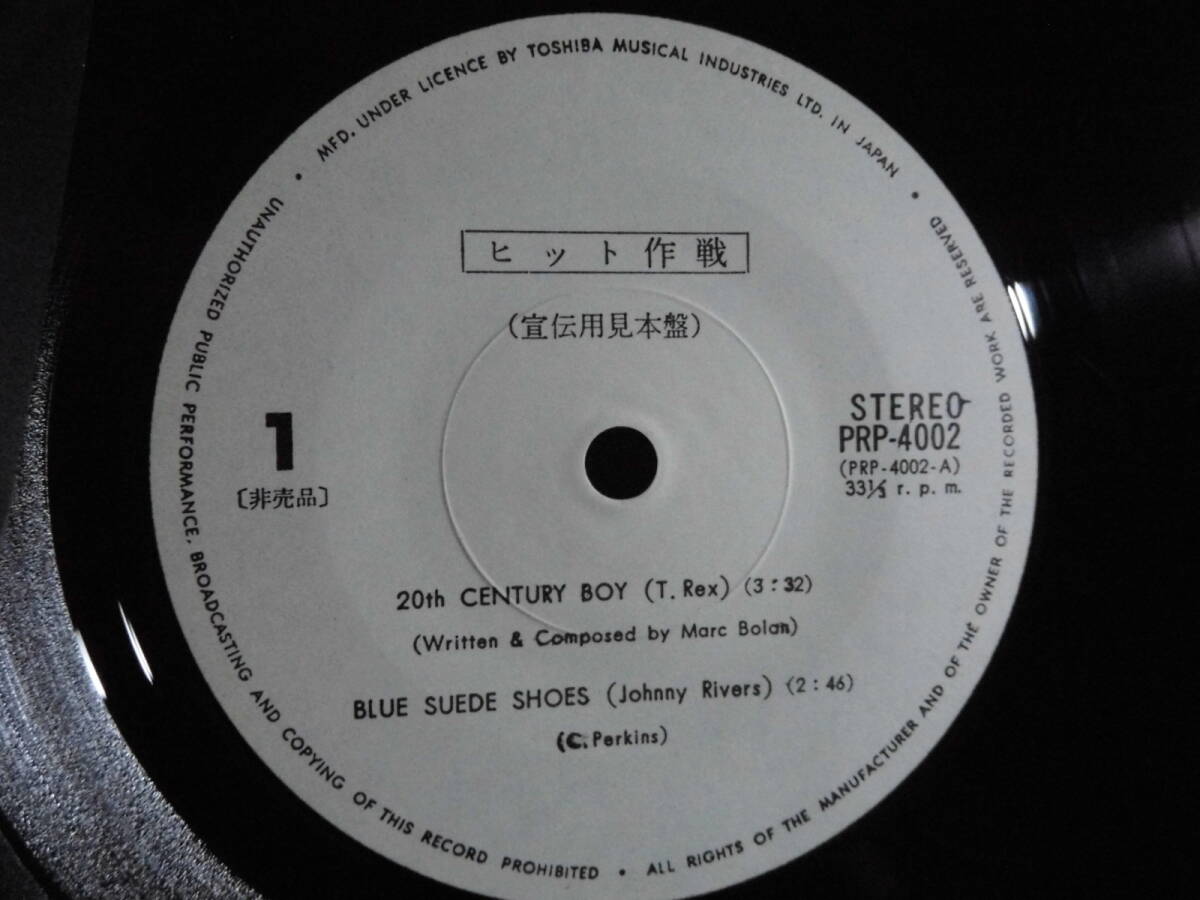 MFD. UNDER LICENCE BY TOSHIBA MUSICAL INDUSTRIES LTD. IN JAPAN •
ヒット作戦
(宣伝用見本盤)
1
〔非売品〕
STEREO
PRP-4002
(PRP-4002-A)
33⅓ r. p. m.
20th CENTURY BOY (T. Rex) (3:32)
(Written & Composed by Marc Bolan)
BLUE SUEDE SHOES (Johnny Rivers) (2:46)
(C. Perkins)
UNAUTHORIZED PUBLIC PERFORMANCE, BROADCASTING AND COPYING OF THIS RECORD PROHIBITED • ALL RIGHTS OF THE MANUFACTURER AND OF THE OWNER OF THE RECORDED WORK ARE RESERVED •